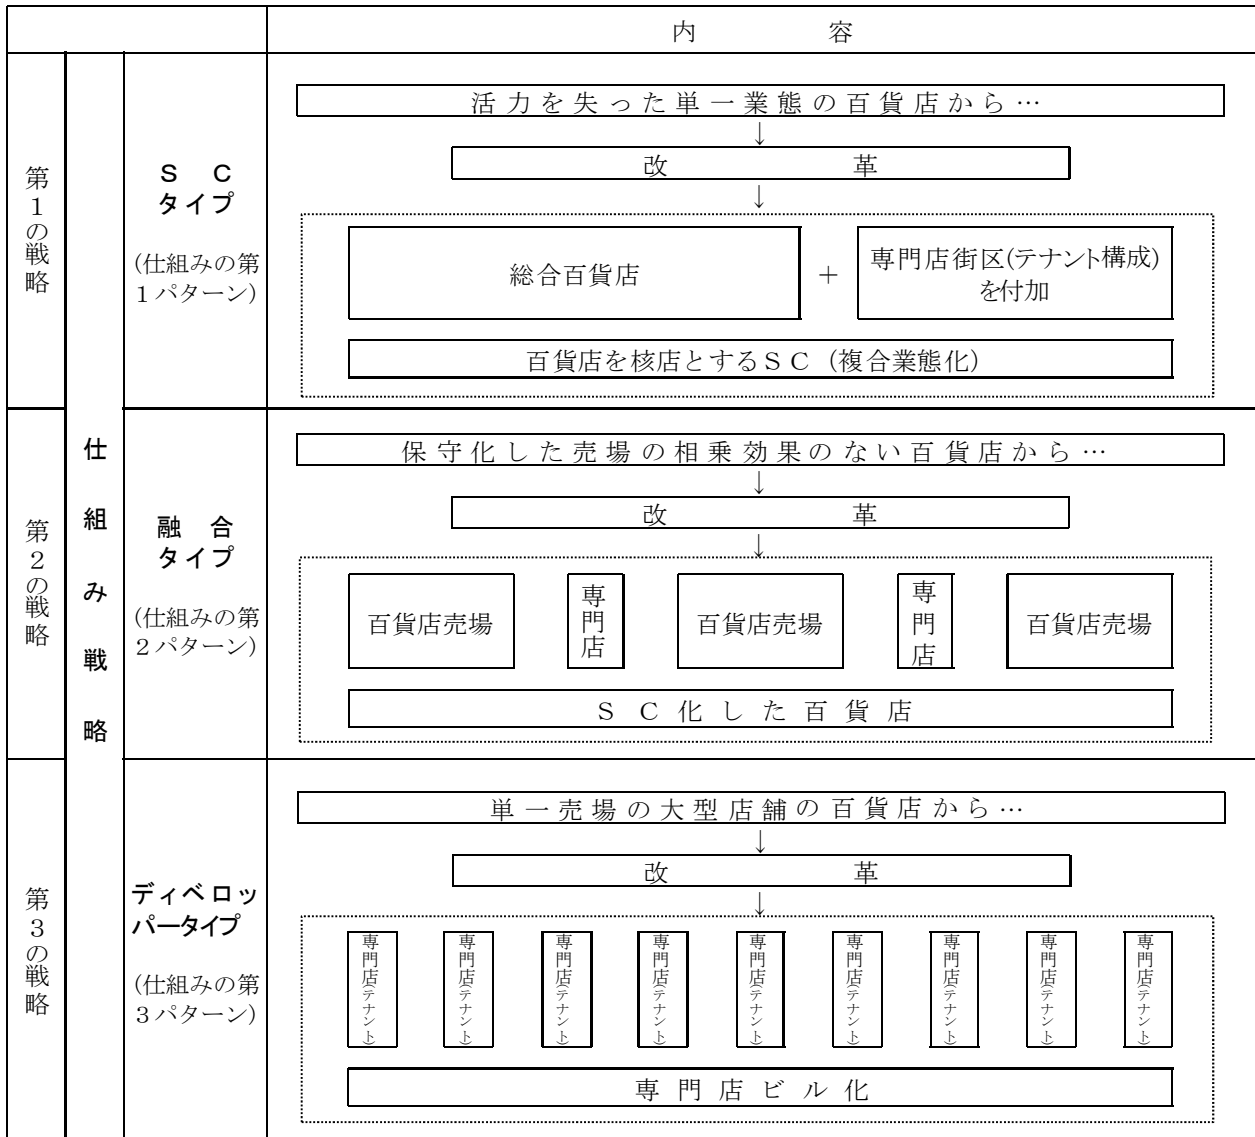 内容
第1の戦略
仕組み戦略
SC
タイプ
(仕組みの第
1パターン)
活力を失った単一業態の百貨店から…
↓
改革
↓
総合百貨店
+
専門店街区(テナント構成)
を付加
百貨店を核店とするSC(複合業態化)
第2の戦略
融合
タイプ
(仕組みの第
2パターン)
保守化した売場の相乗効果のない百貨店から…
↓
改革
↓
百貨店売場
専門店
百貨店売場
専門店
百貨店売場
SC化した百貨店
第3の戦略
ディベロッ
パータイプ
(仕組みの第
3パターン)
単一売場の大型店舗の百貨店から…
↓
改革
↓
専門店(テナント)
専門店(テナント)
専門店(テナント)
専門店(テナント)
専門店(テナント)
専門店(テナント)
専門店(テナント)
専門店(テナント)
専門店(テナント)
専門店ビル化